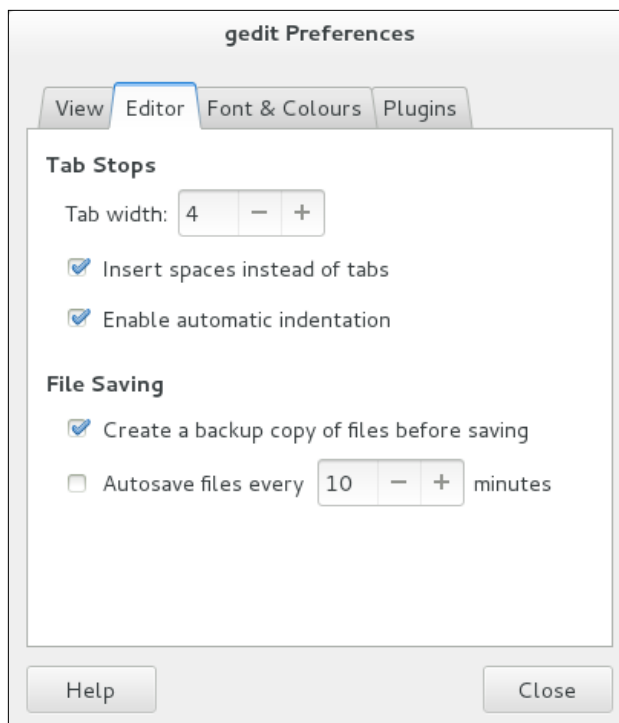 gedit Preferences
View Editor Font & Colours Plugins
Tab Stops
Tab width: 4 − +
Insert spaces instead of tabs
Enable automatic indentation
File Saving
Create a backup copy of files before saving
Autosave files every 10 − + minutes
Help Close